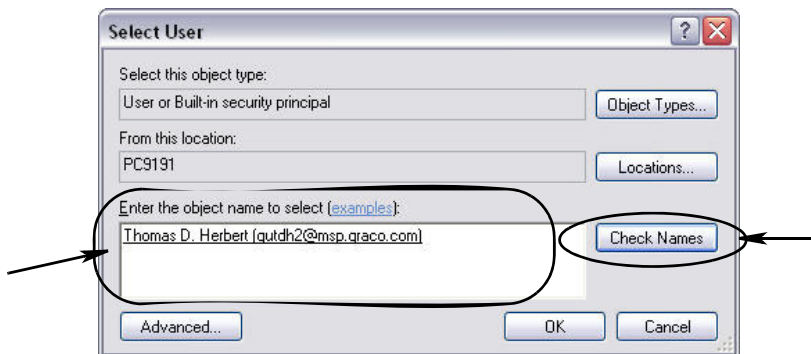 Select User
Select this object type:
User or Built-in security principal
Object Types...
From this location:
PC9191
Locations...
Enter the object name to select (examples):
Thomas D. Herbert (gutdh2@msp.graco.com)
Check Names
Advanced...
OK
Cancel